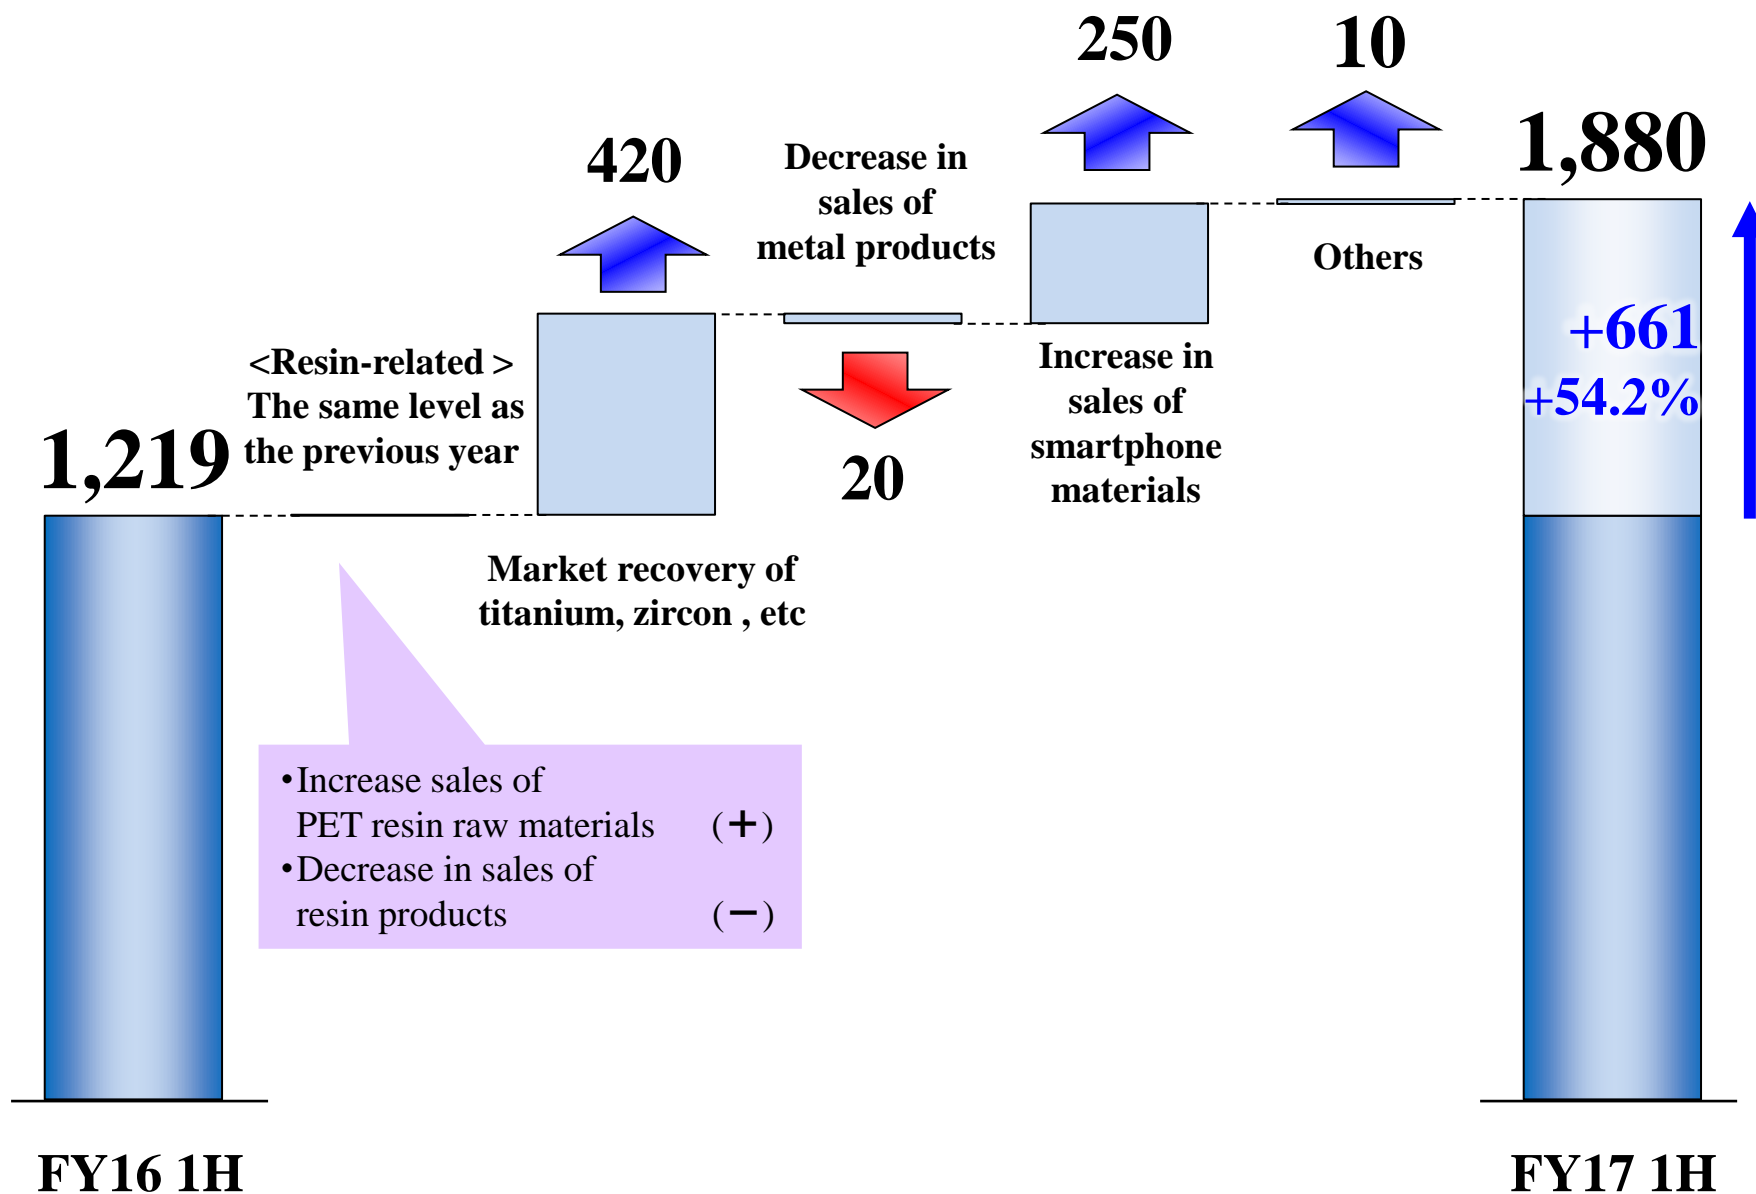 250
10
1,880
420
Decrease in
sales of
metal products
Others
+661
+54.2%
<Resin-related >
The same level as
the previous year
1,219
Increase in
sales of
smartphone
materials
20
Market recovery of
titanium, zircon , etc
•Increase sales of
PET resin raw materials (+)
•Decrease in sales of
resin products (−)
FY16 1H
FY17 1H